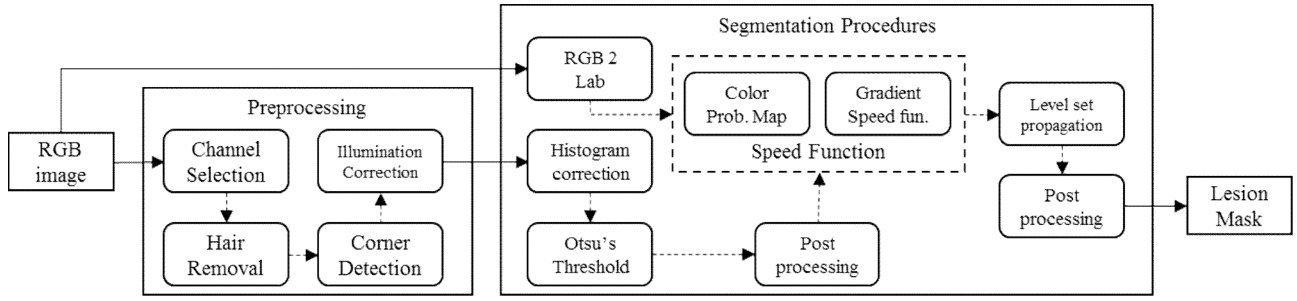 RGB
image
Preprocessing
Channel
Selection
Hair
Removal
Corner
Detection
Illumination
Correction
Segmentation Procedures
RGB 2
Lab
Histogram
correction
Otsu's
Threshold
Post
processing
Color
Prob. Map
Gradient
Speed fun.
Speed Function
Level set
propagation
Post
processing
Lesion
Mask